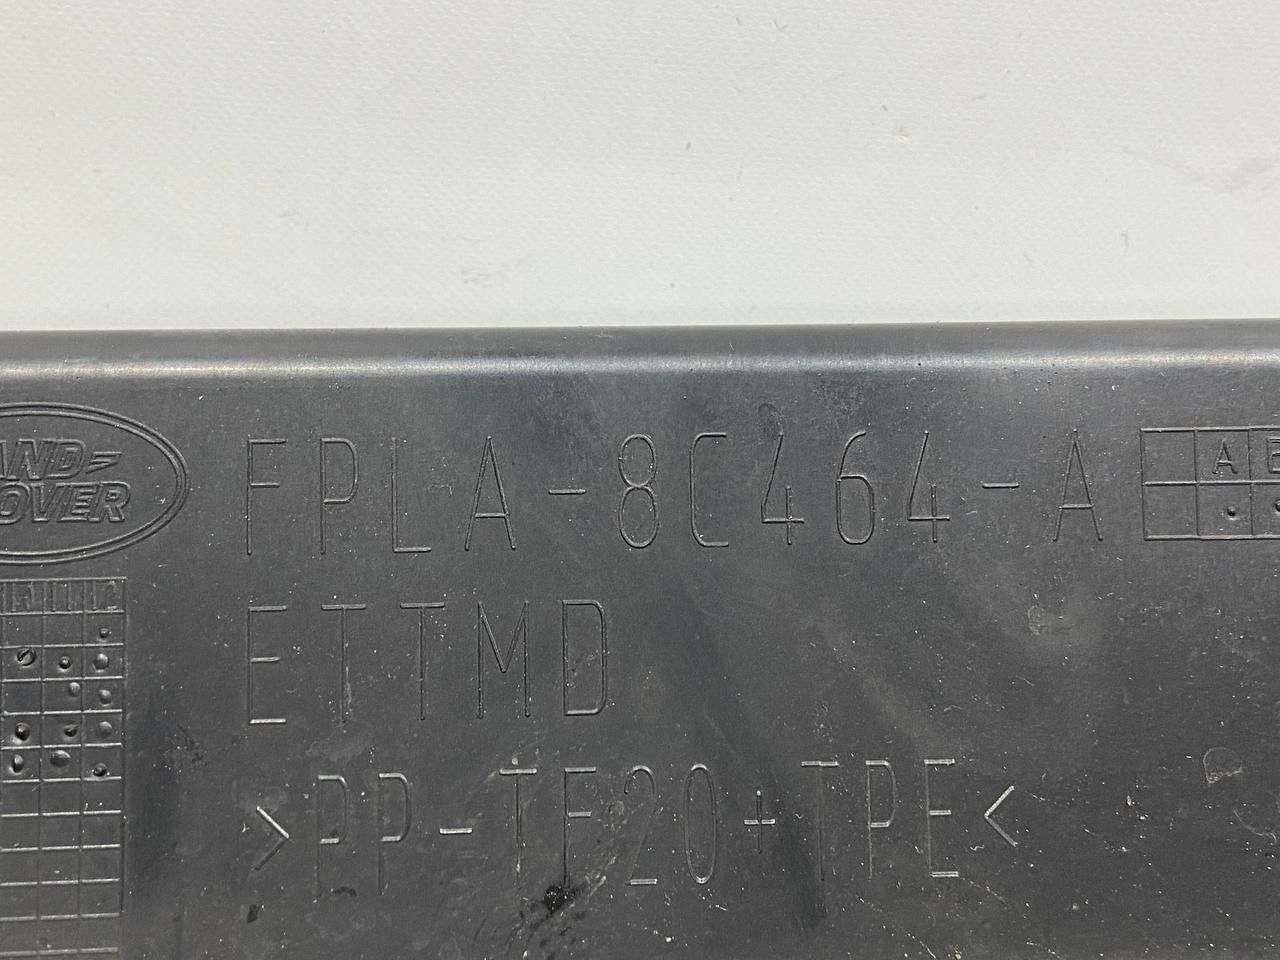 LAND
ROVER
FPLA-8C464-A
A
ETTMD
>PP-TF20+TPE<